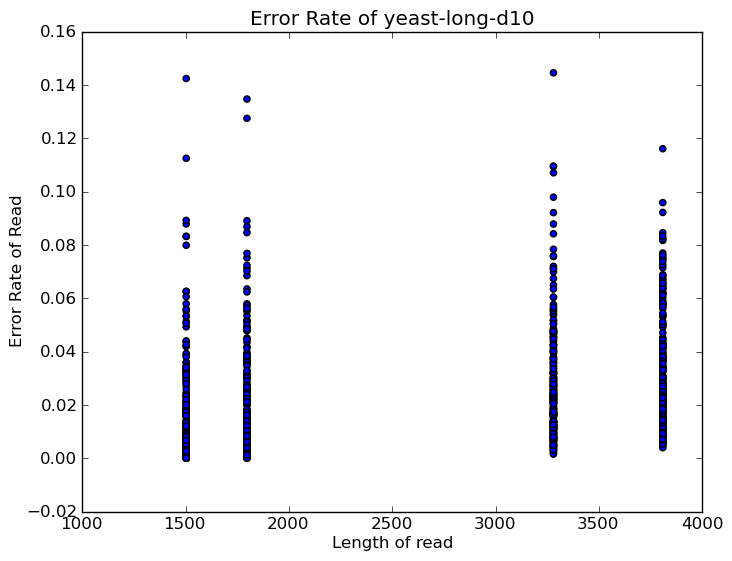 Error Rate of yeast-long-d10
0.16
0.14
0.12
0.10
0.08
0.06
0.04
0.02
0.00
−0.02
Error Rate of Read
1000 1500 2000 2500 3000 3500 4000
Length of read